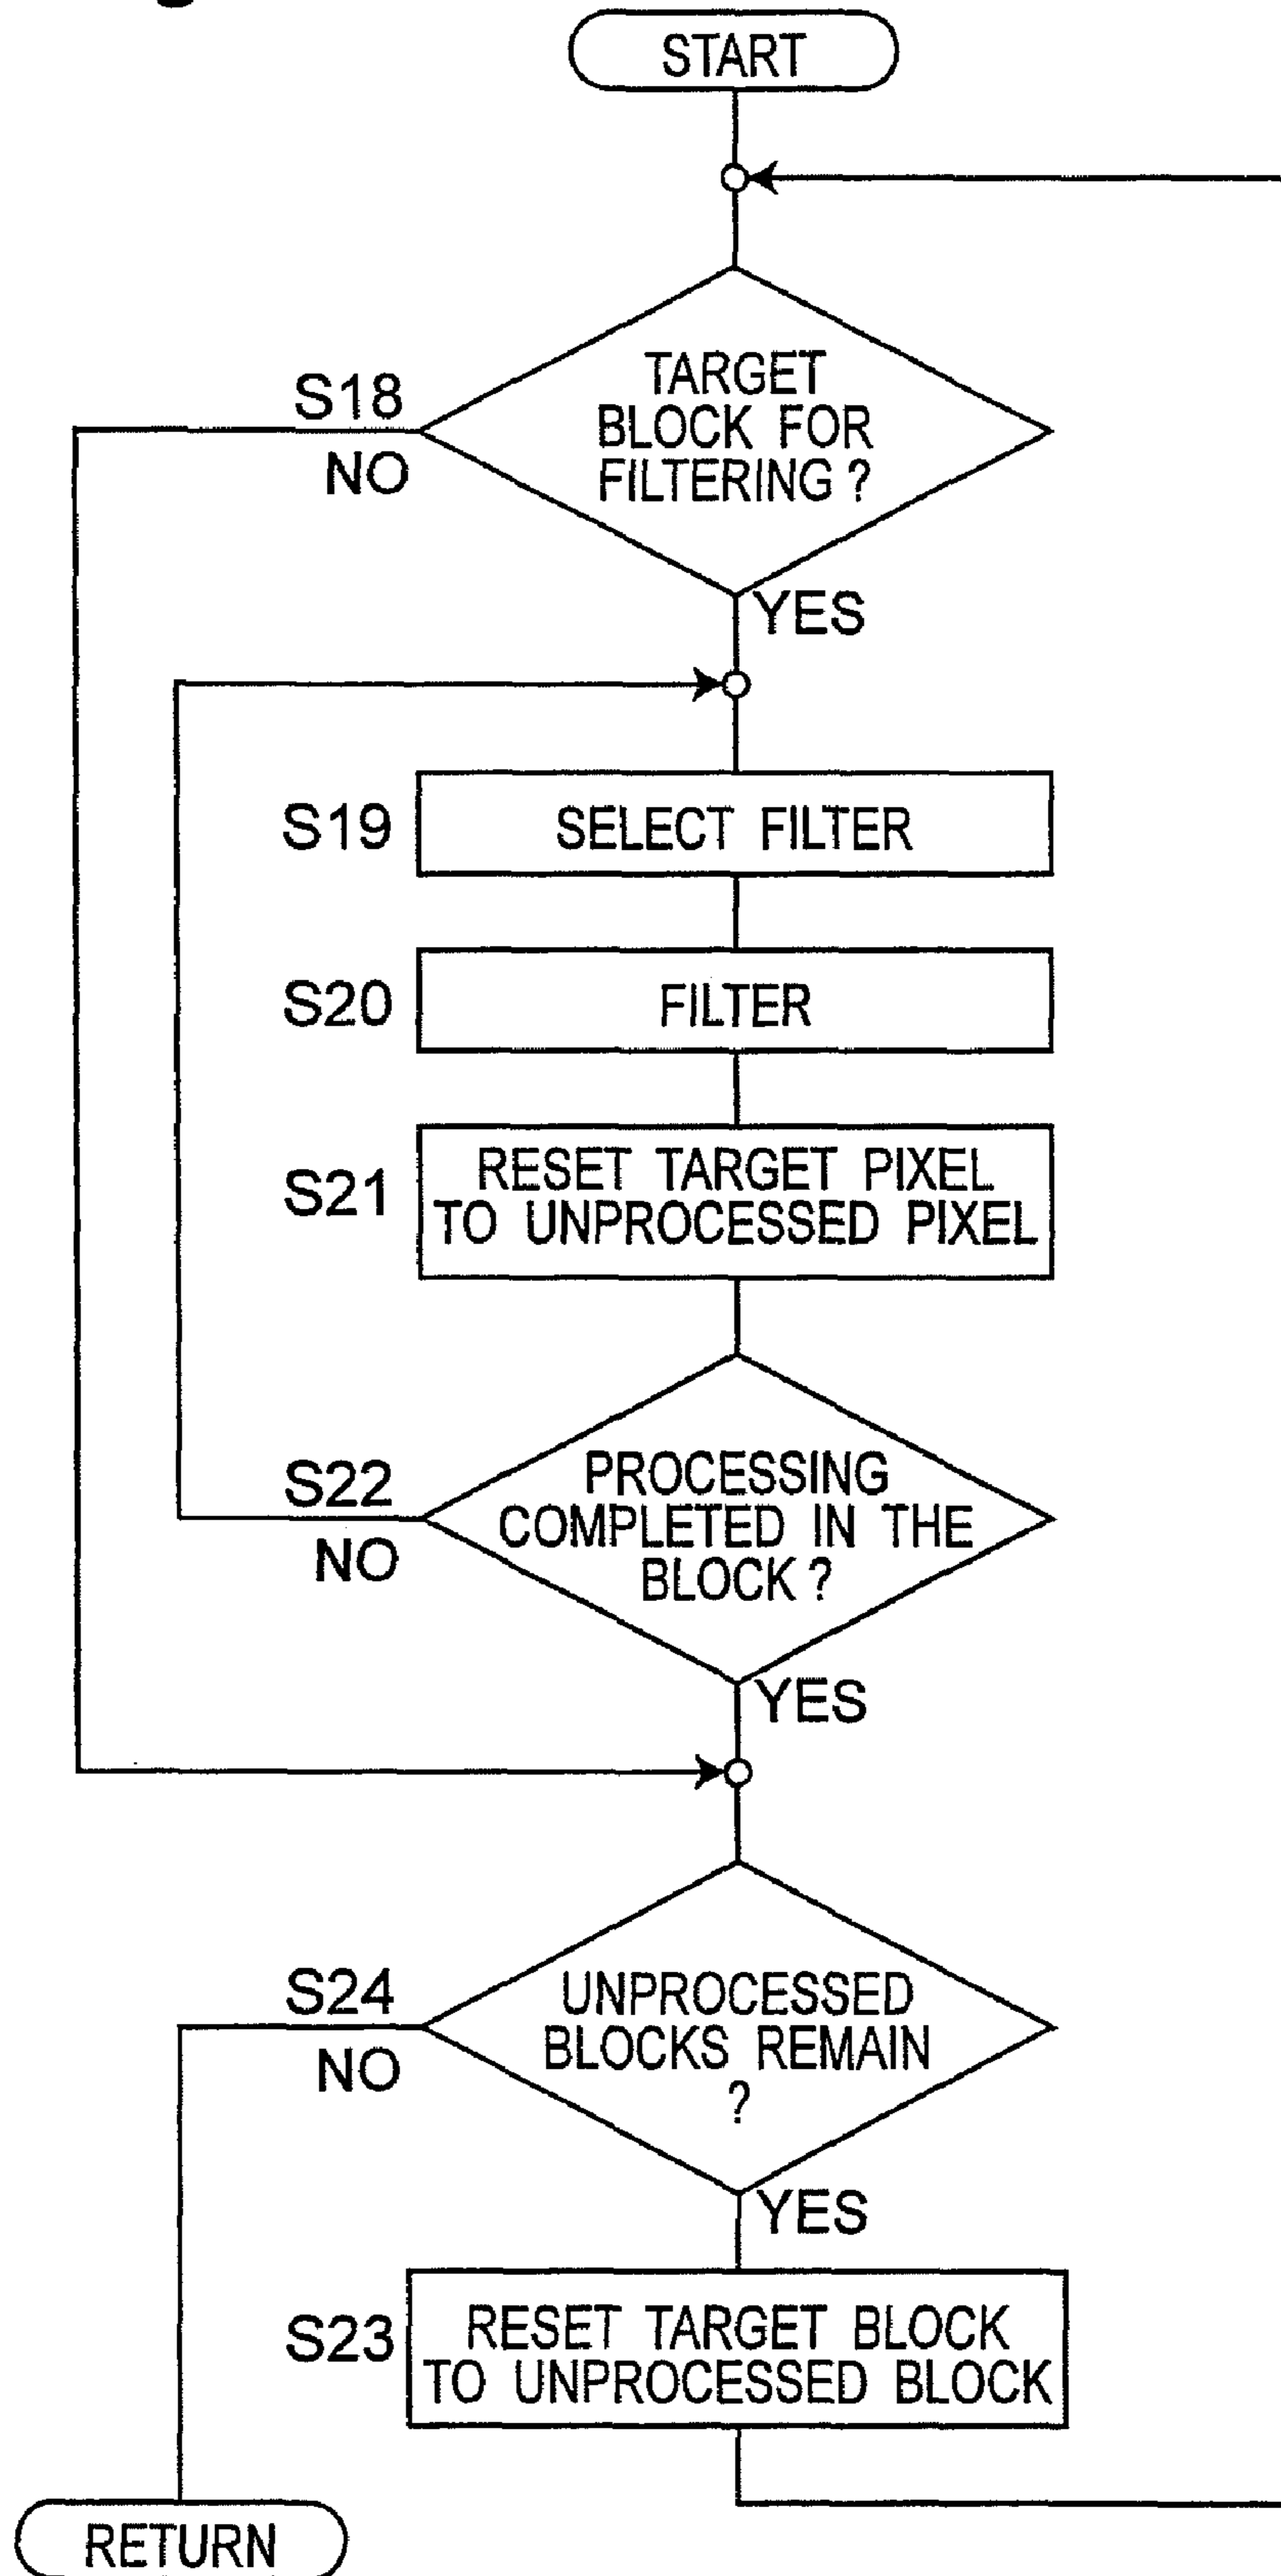 START
TARGET
BLOCK FOR
FILTERING ?
S18
NO
YES
S19
SELECT FILTER
S20
FILTER
S21
RESET TARGET PIXEL
TO UNPROCESSED PIXEL
S22
NO
PROCESSING
COMPLETED IN THE
BLOCK ?
YES
S24
NO
UNPROCESSED
BLOCKS REMAIN
?
YES
S23
RESET TARGET BLOCK
TO UNPROCESSED BLOCK
RETURN